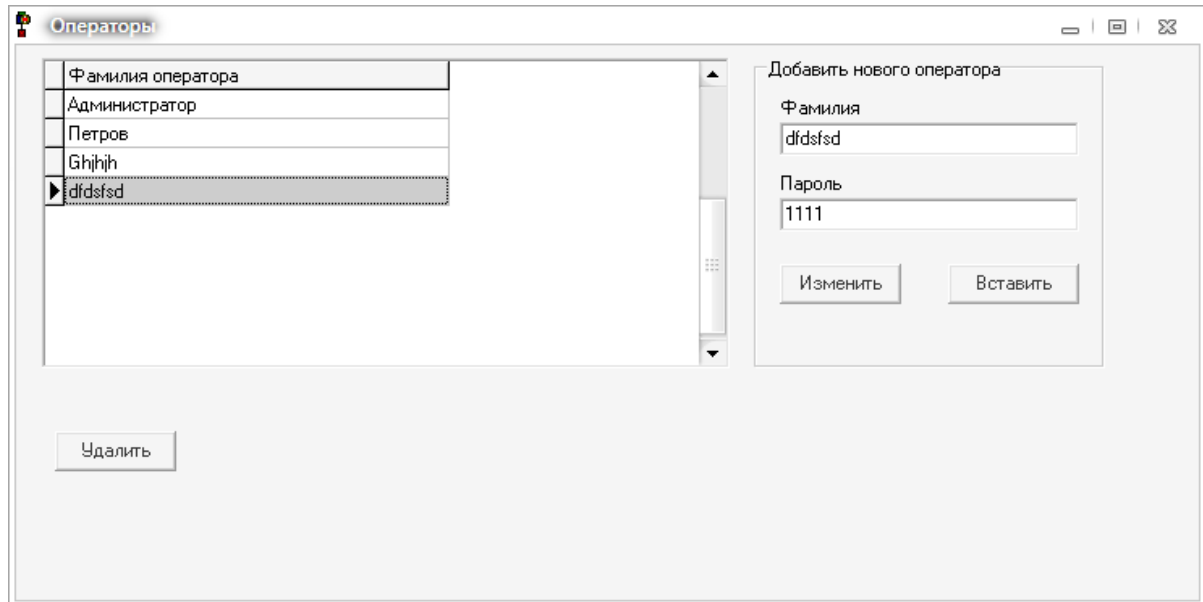 Операторы
Фамилия оператора
Администратор
Петров
Ghjhjh
dfdsfsd
Добавить нового оператора
Фамилия
dfdsfsd
Пароль
1111
Изменить
Вставить
Удалить